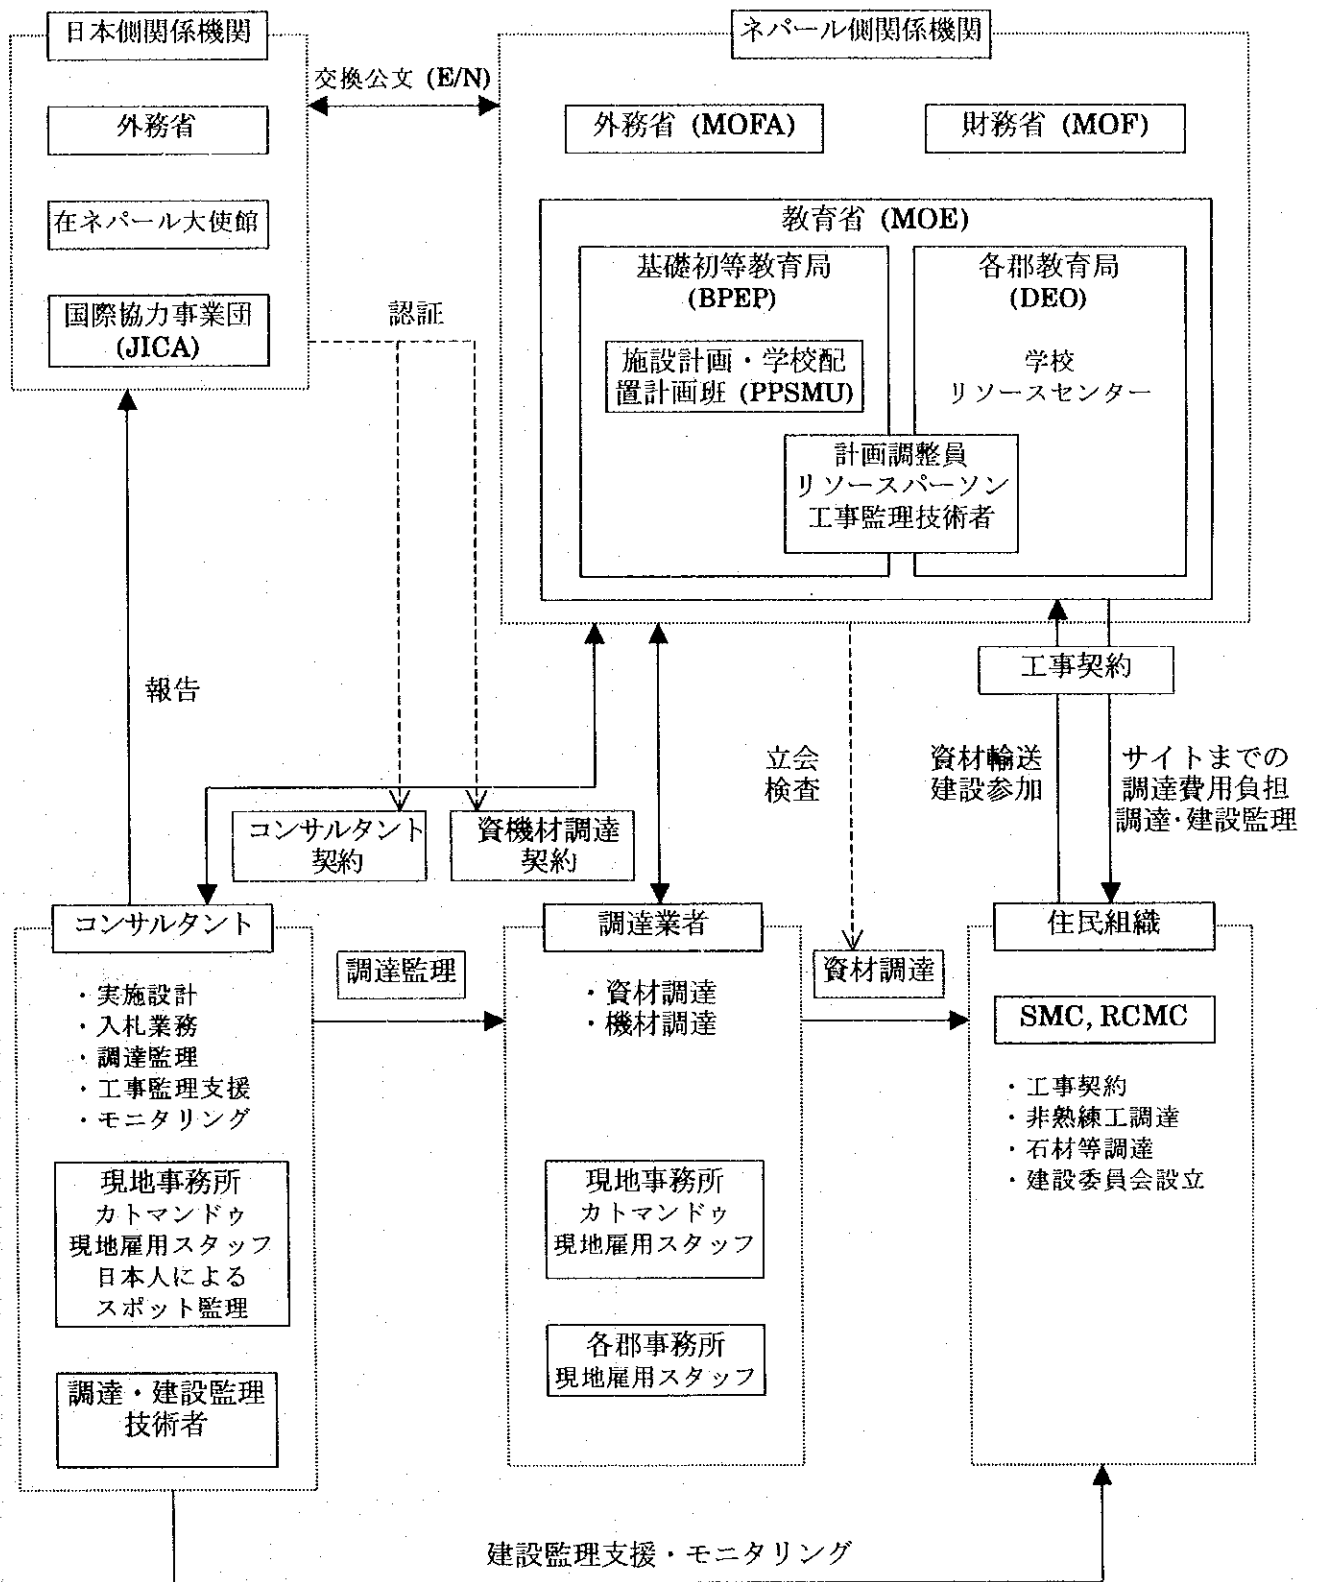 日本側関係機関
ネパール側関係機関
交換公文 (E/N)
外務省
外務省 (MOFA)
財務省 (MOF)
在ネパール大使館
国際協力事業団
(JICA)
認証
教育省 (MOE)
基礎初等教育局
(BPEP)
各郡教育局
(DEO)
施設計画・学校配
置計画班 (PPSMU)
学校
リソースセンター
計画調整員
リソースパーソン
工事監理技術者
報告
工事契約
立会
検査
資材輸送
建設参加
サイトまでの
調達費用負担
調達・建設監理
コンサルタント
契約
資機材調達
契約
コンサルタント
調達監理
調達業者
資材調達
住民組織
・実施設計
・入札業務
・調達監理
・工事監理支援
・モニタリング
・資材調達
・機材調達
SMC, RCMC
・工事契約
・非熟練工調達
・石材等調達
・建設委員会設立
現地事務所
カトマンドゥ
現地雇用スタッフ
日本人による
スポット監理
現地事務所
カトマンドゥ
現地雇用スタッフ
調達・建設監理
技術者
各郡事務所
現地雇用スタッフ
建設監理支援・モニタリング